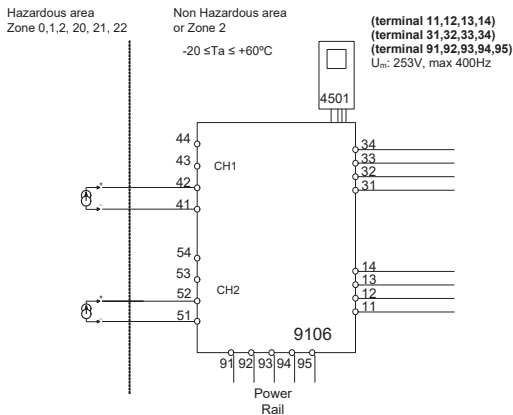 Hazardous area
Zone 0,1,2, 20, 21, 22
Non Hazardous area
or Zone 2
-20 ≤Ta ≤ +60ºC
(terminal 11,12,13,14)
(terminal 31,32,33,34)
(terminal 91,92,93,94,95)
Um: 253V, max 400Hz
4501
44
43
42
41
CH1
34
33
32
31
+
-
54
53
52
51
CH2
14
13
12
11
+
-
9106
91 92 93 94 95
Power
Rail